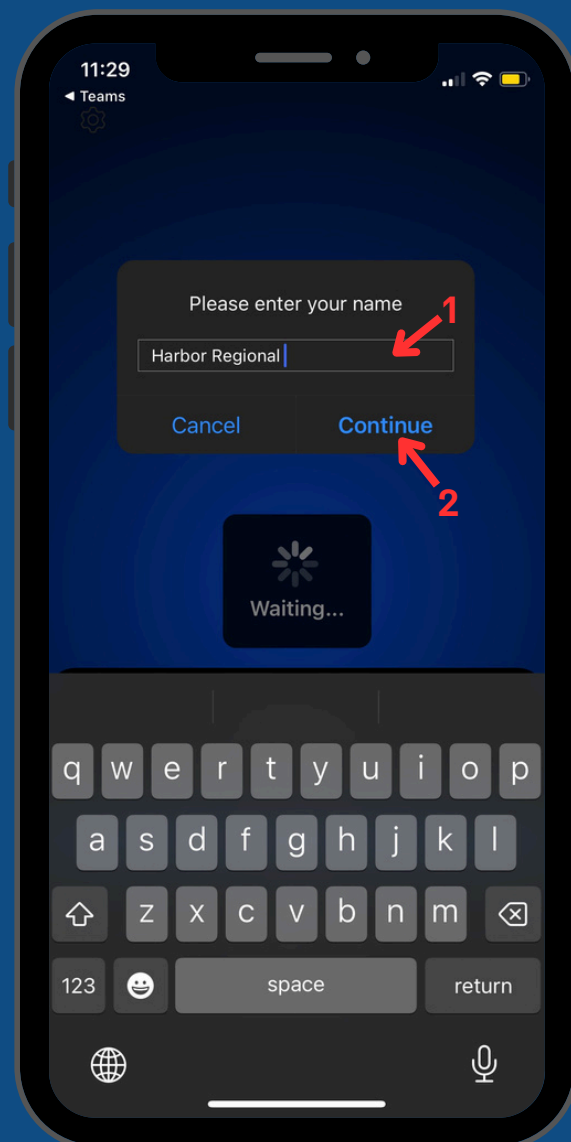 11:29
◀ Teams
Please enter your name
1
Harbor Regional
Cancel Continue
2
Waiting...
q w e r t y u i o p
a s d f g h j k l
z x c v b n m
123 space return